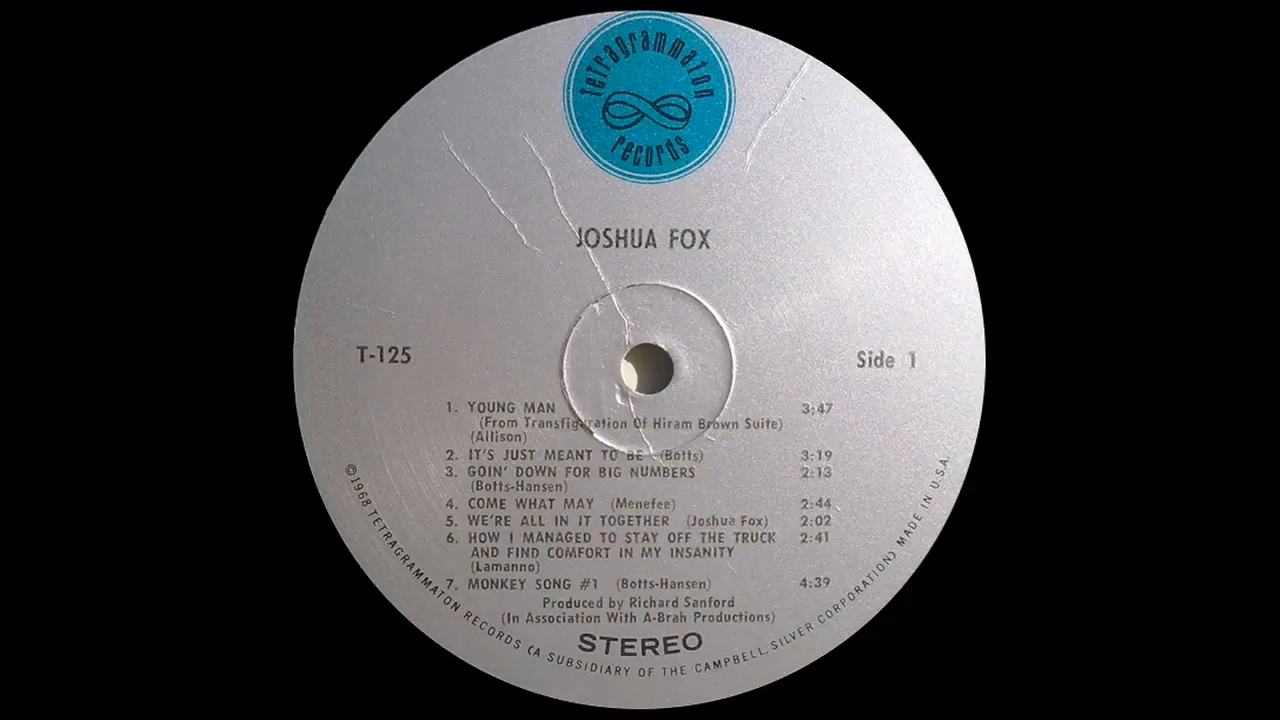 tetragrammaton
records
JOSHUA FOX
T-125
Side 1
1. YOUNG MAN 3:47
(From Transfiguration Of Hiram Brown Suite)
(Allison)
2. IT'S JUST MEANT TO BE (Botts) 3:19
3. GOIN' DOWN FOR BIG NUMBERS 2:13
(Botts-Hansen)
4. COME WHAT MAY (Menefee) 2:44
5. WE'RE ALL IN IT TOGETHER (Joshua Fox) 2:02
6. HOW I MANAGED TO STAY OFF THE TRUCK 2:41
AND FIND COMFORT IN MY INSANITY
(Lamanno)
7. MONKEY SONG #1 (Botts-Hansen) 4:39
Produced by Richard Sanford
(In Association With A-Brah Productions)
STEREO
©1968 TETRAGRAMMATON RECORDS (A SUBSIDIARY OF THE CAMPBELL, SILVER CORPORATION) MADE IN U.S.A.